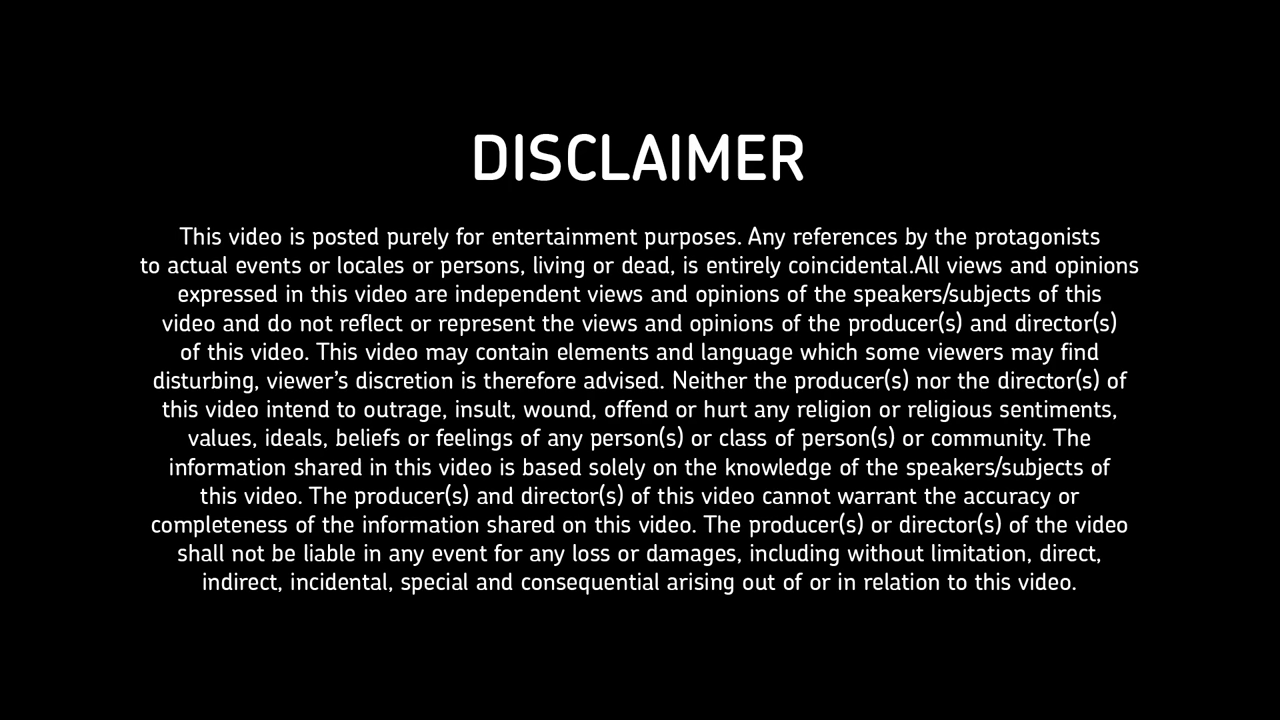 DISCLAIMER
This video is posted purely for entertainment purposes. Any references by the protagonists
to actual events or locales or persons, living or dead, is entirely coincidental.All views and opinions
expressed in this video are independent views and opinions of the speakers/subjects of this
video and do not reflect or represent the views and opinions of the producer(s) and director(s)
of this video. This video may contain elements and language which some viewers may find
disturbing, viewer’s discretion is therefore advised. Neither the producer(s) nor the director(s) of
this video intend to outrage, insult, wound, offend or hurt any religion or religious sentiments,
values, ideals, beliefs or feelings of any person(s) or class of person(s) or community. The
information shared in this video is based solely on the knowledge of the speakers/subjects of
this video. The producer(s) and director(s) of this video cannot warrant the accuracy or
completeness of the information shared on this video. The producer(s) or director(s) of the video
shall not be liable in any event for any loss or damages, including without limitation, direct,
indirect, incidental, special and consequential arising out of or in relation to this video.